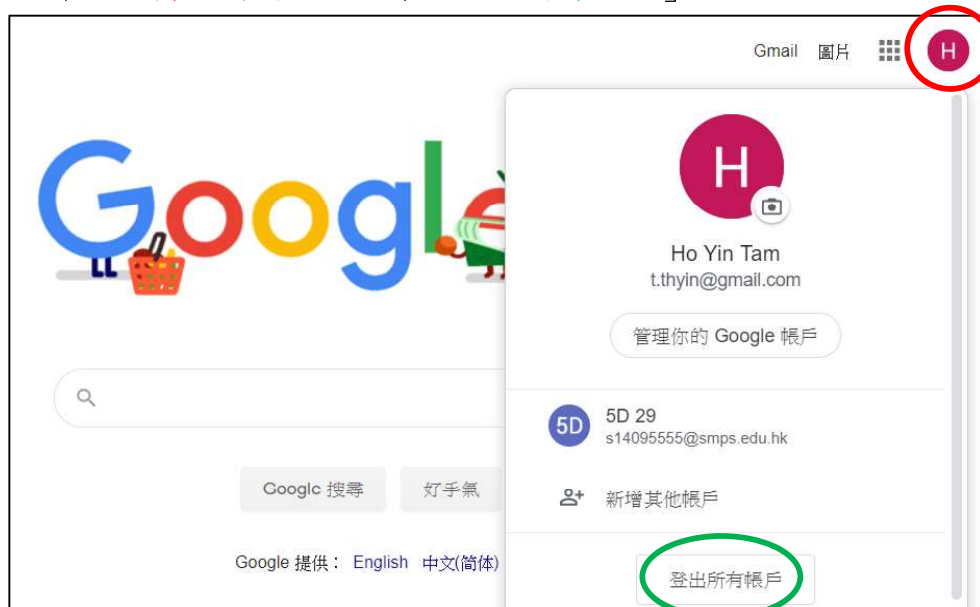 Gmail 圖片
H
Google
H
Ho Yin Tam
t.thyin@gmail.com
管理你的 Google 帳戶
5D
5D 29
s14095555@smps.edu.hk
新增其他帳戶
Google 搜尋
好手氣
Google 提供： English 中文(简体)
登出所有帳戶